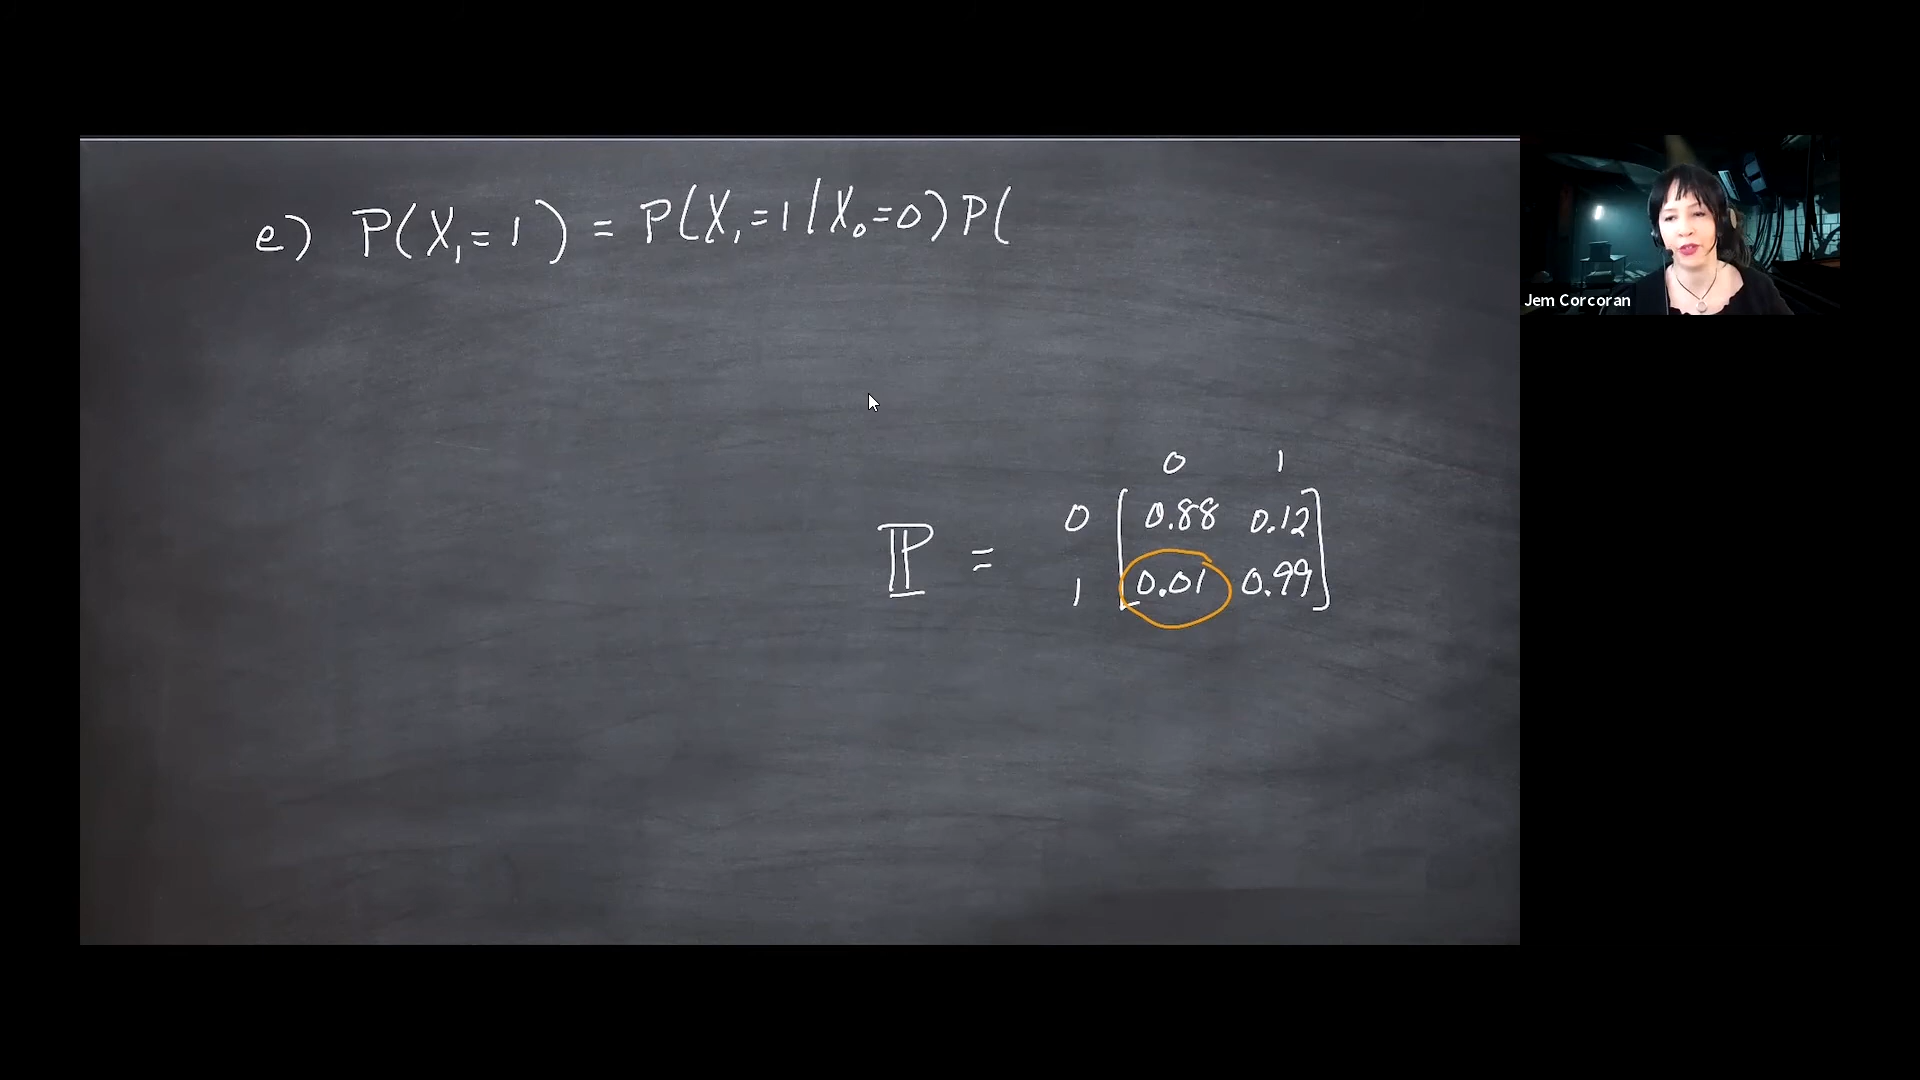 e) P(X₁=1) = P(X₁=1|X₀=0)P(
Jem Corcoran
0 1
0 [0.88 0.12]
ℙ =
1 [0.01 0.99]